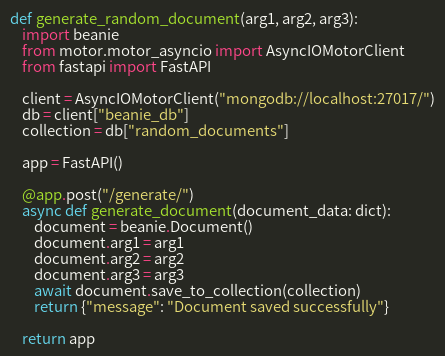 def generate_random_document(arg1, arg2, arg3):
    import beanie
    from motor.motor_asyncio import AsyncIOMotorClient
    from fastapi import FastAPI

    client = AsyncIOMotorClient("mongodb://localhost:27017/")
    db = client["beanie_db"]
    collection = db["random_documents"]

    app = FastAPI()

    @app.post("/generate/")
    async def generate_document(document_data: dict):
        document = beanie.Document()
        document.arg1 = arg1
        document.arg2 = arg2
        document.arg3 = arg3
        await document.save_to_collection(collection)
        return {"message": "Document saved successfully"}

    return app